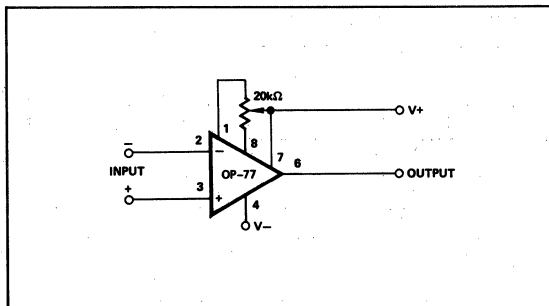 20kΩ
V+
1
8
2
7
6
−
−
INPUT
OP-77
OUTPUT
+
3
+
4
V−